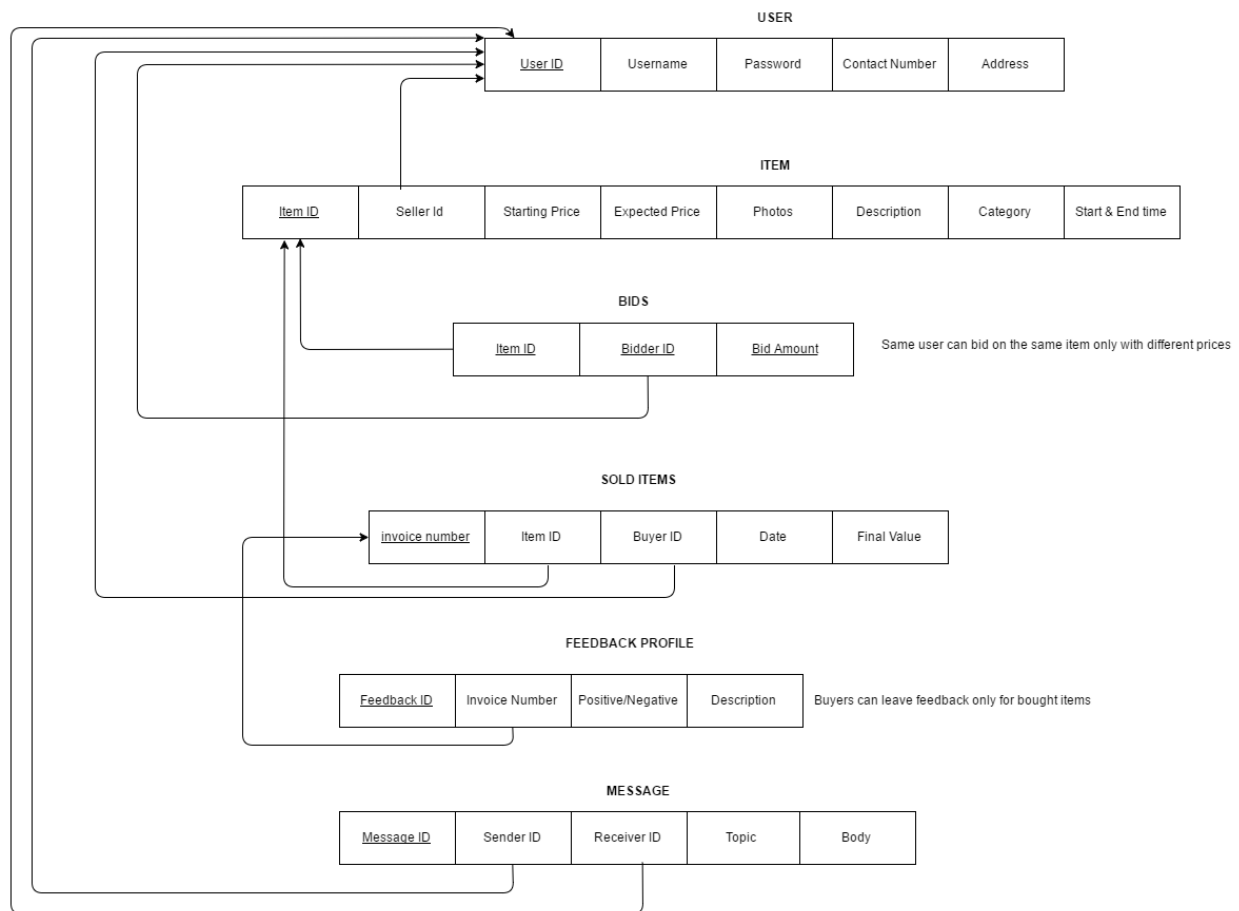 USER
User ID Username Password Contact Number Address
ITEM
Item ID Seller Id Starting Price Expected Price Photos Description Category Start & End time
BIDS
Item ID Bidder ID Bid Amount Same user can bid on the same item only with different prices
SOLD ITEMS
invoice number Item ID Buyer ID Date Final Value
FEEDBACK PROFILE
Feedback ID Invoice Number Positive/Negative Description Buyers can leave feedback only for bought items
MESSAGE
Message ID Sender ID Receiver ID Topic Body